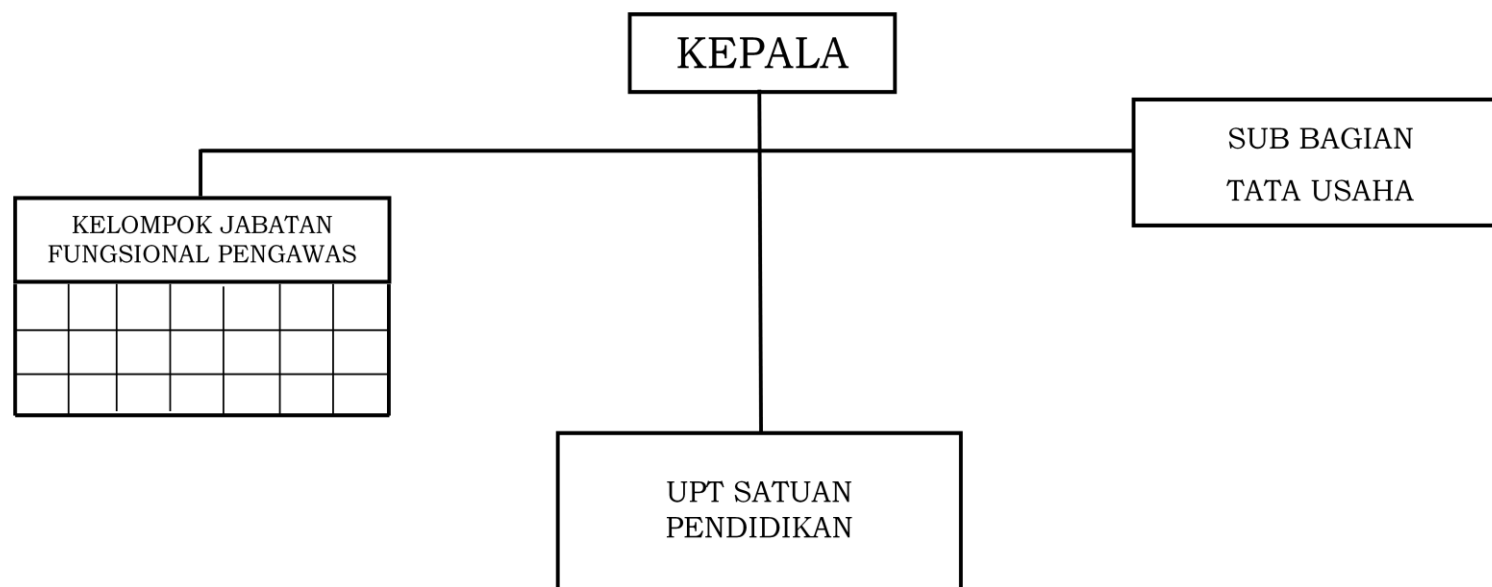 KEPALA
SUB BAGIAN
TATA USAHA
KELOMPOK JABATAN
FUNGSIONAL PENGAWAS
UPT SATUAN
PENDIDIKAN